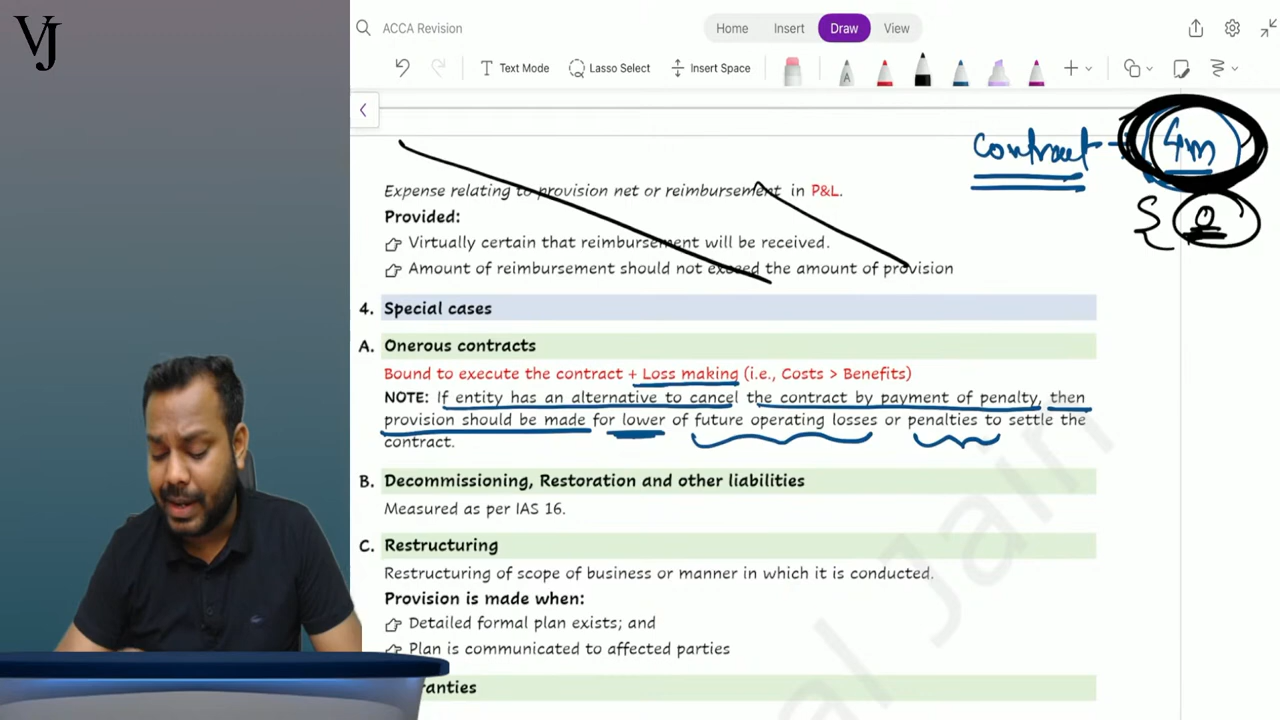 VJ
ACCA Revision
Home Insert Draw View
Text Mode Lasso Select Insert Space
contract - 4m
0
Expense relating to provision net or reimbursement in P&L.
Provided:
Virtually certain that reimbursement will be received.
Amount of reimbursement should not exceed the amount of provision
4. Special cases
A. Onerous contracts
Bound to execute the contract + Loss making (i.e., Costs > Benefits)
NOTE: If entity has an alternative to cancel the contract by payment of penalty, then
provision should be made for lower of future operating losses or penalties to settle the
contract.
B. Decommissioning, Restoration and other liabilities
Measured as per IAS 16.
C. Restructuring
Restructuring of scope of business or manner in which it is conducted.
Provision is made when:
Detailed formal plan exists; and
Plan is communicated to affected parties
ranties